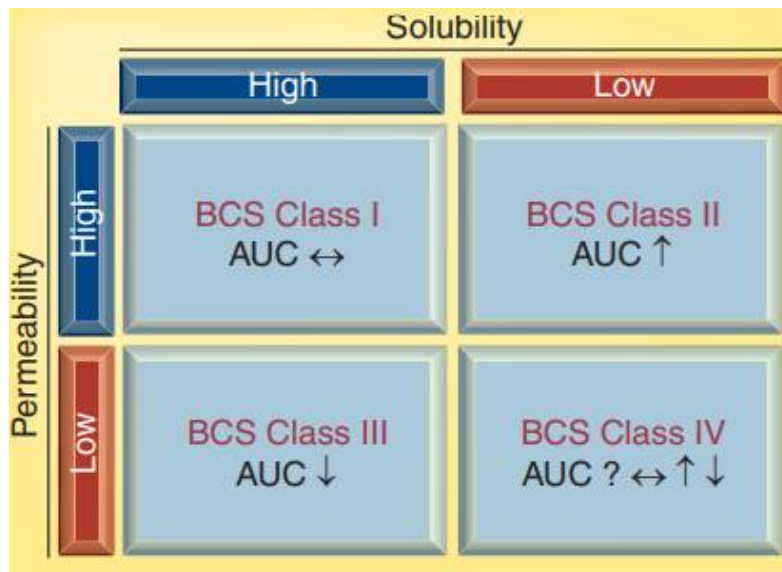 Solubility
High
Low
Permeability
High
BCS Class I
AUC ↔
BCS Class II
AUC ↑
Low
BCS Class III
AUC ↓
BCS Class IV
AUC ? ↔ ↑ ↓